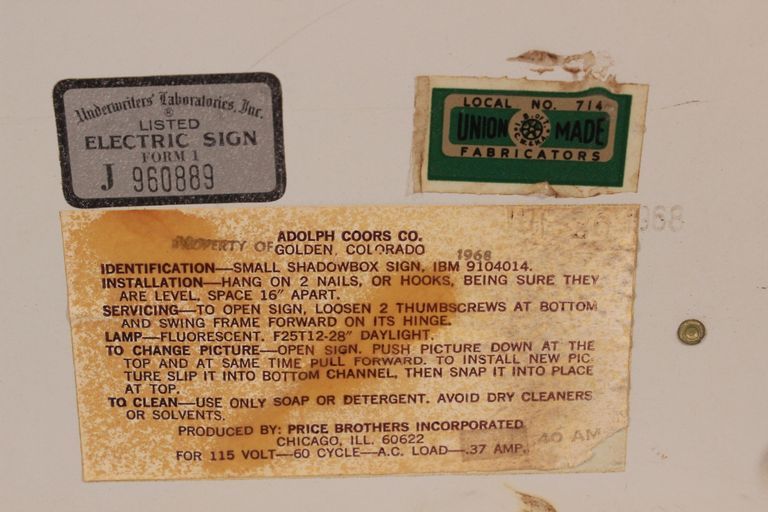 Underwriters' Laboratories, Inc.
®
LISTED
ELECTRIC SIGN
FORM 1
J 960889
LOCAL NO. 714
UNION MADE
FABRICATORS
968
PROPERTY OF ADOLPH COORS CO.
GOLDEN, COLORADO
1968
IDENTIFICATION—SMALL SHADOWBOX SIGN, IBM 9104014.
INSTALLATION—HANG ON 2 NAILS, OR HOOKS, BEING SURE THEY
ARE LEVEL, SPACE 16" APART.
SERVICING—TO OPEN SIGN, LOOSEN 2 THUMBSCREWS AT BOTTOM
AND SWING FRAME FORWARD ON ITS HINGE.
LAMP—FLUORESCENT. F25T12-28" DAYLIGHT.
TO CHANGE PICTURE—OPEN SIGN. PUSH PICTURE DOWN AT THE
TOP AND AT SAME TIME PULL FORWARD. TO INSTALL NEW PIC-
TURE SLIP IT INTO BOTTOM CHANNEL, THEN SNAP IT INTO PLACE
AT TOP.
TO CLEAN—USE ONLY SOAP OR DETERGENT. AVOID DRY CLEANERS
OR SOLVENTS.
PRODUCED BY: PRICE BROTHERS INCORPORATED
CHICAGO, ILL. 60622
40 AM
FOR 115 VOLT—60 CYCLE—A.C. LOAD—.37 AMP.